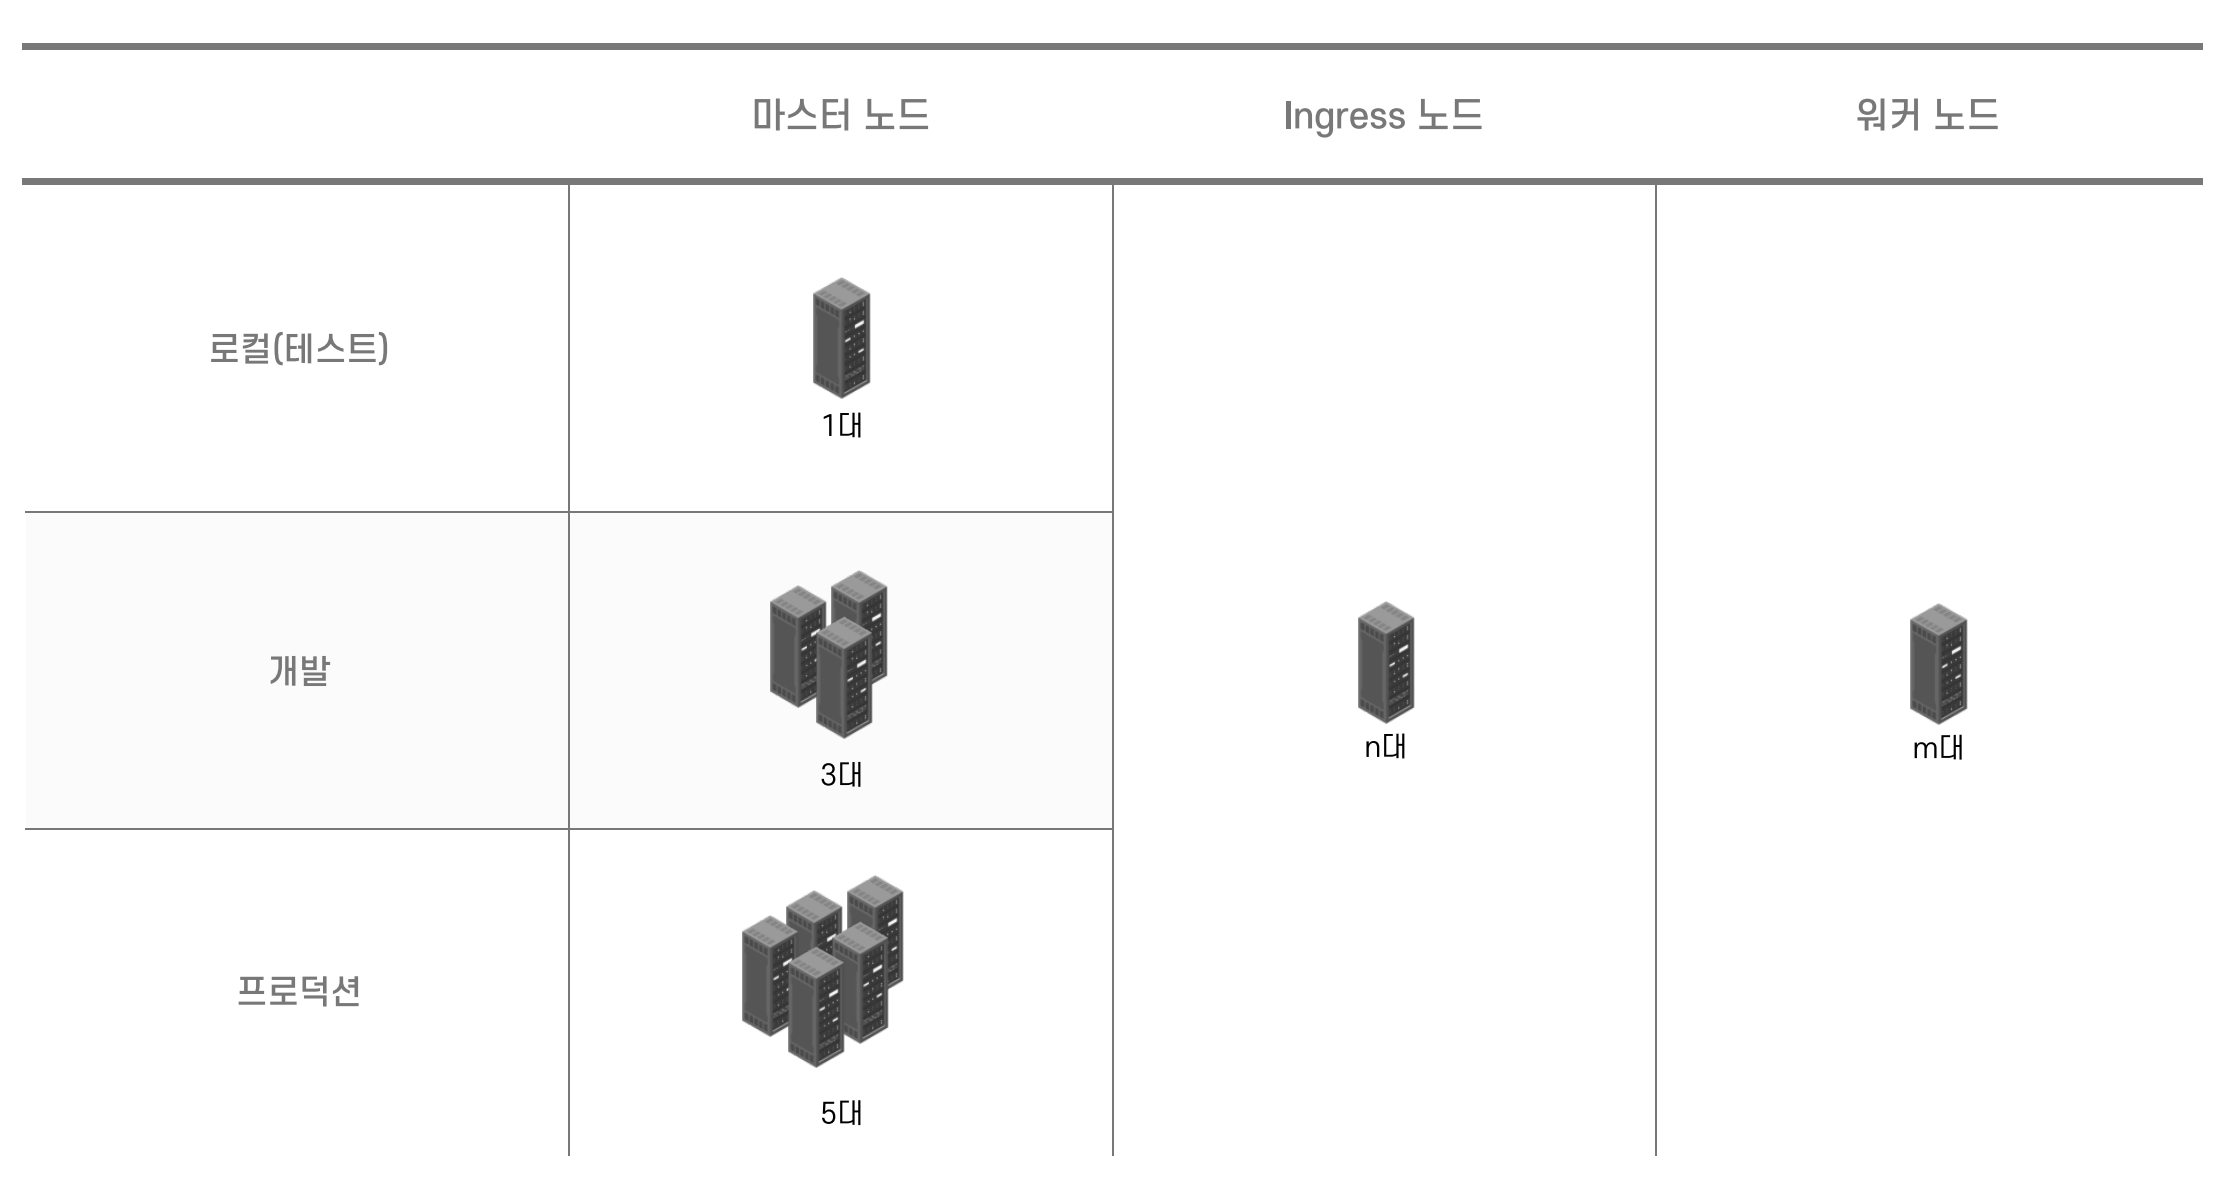 마스터 노드
Ingress 노드
워커 노드
로컬(테스트)
1대
개발
3대
n대
m대
프로덕션
5대